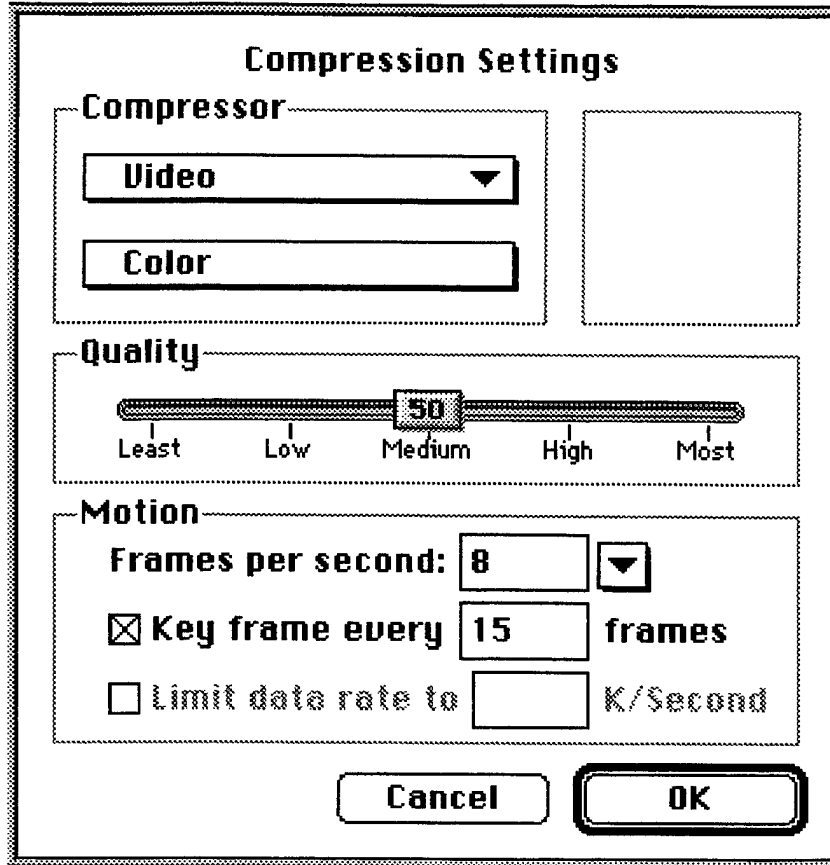 Compression Settings
Compressor
Video
Color
Quality
50
Least Low Medium High Most
Motion
Frames per second: 8
Key frame every 15 frames
Limit data rate to K/Second
Cancel OK